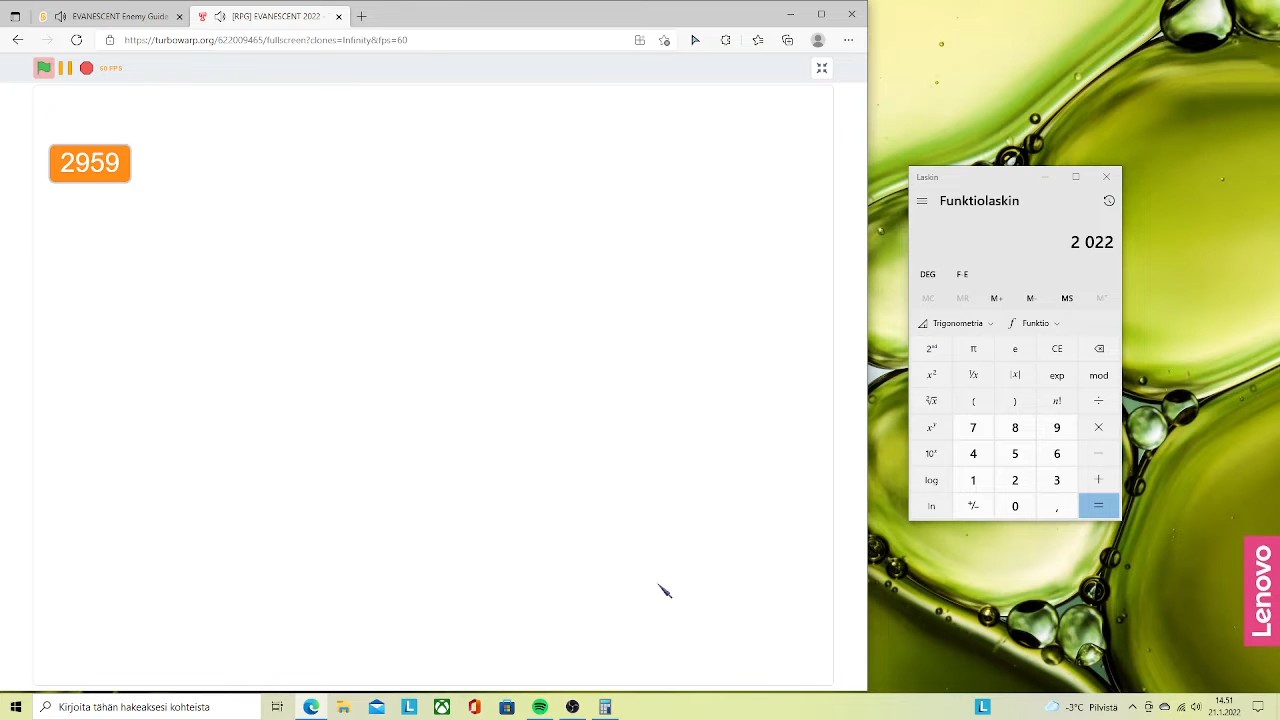 EVANESCENT Enemy Guide
[RPG] EVANESCENT 2022 -
https://turbowarp.org/622009465/fullscreen?clones=Infinity&fps=60
60 FPS
2959
Laskin
Funktiolaskin
2 022
DEG F-E
MC MR M+ M- MS M˅
Trigonometria Funktio
2ⁿᵈ π e CE
x² ¹/x |x| exp mod
²√x ( ) n! ÷
xʸ 7 8 9 ×
10ˣ 4 5 6 −
log 1 2 3 +
ln +/− 0 , =
Lenovo
Kirjoita tähän hakeaksesi kohteista
L
L
-3°C Pilvistä
14.51
21.1.2022